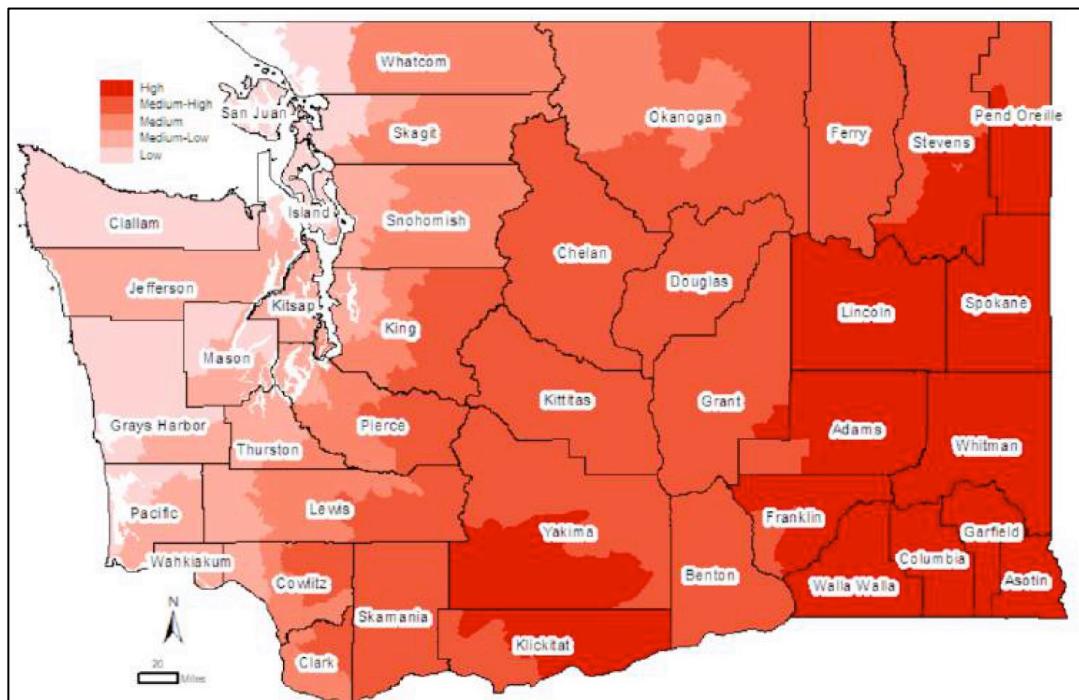 High
Medium-High
Medium
Medium-Low
Low
Whatcom
San Juan
Skagit
Okanogan
Ferry
Stevens
Pend Oreille
Clallam
Island
Snohomish
Chelan
Douglas
Jefferson
Kitsap
King
Lincoln
Spokane
Mason
Kittitas
Grant
Grays Harbor
Thurston
Pierce
Adams
Whitman
Pacific
Lewis
Yakima
Franklin
Garfield
Wahkiakum
Cowlitz
Benton
Columbia
Walla Walla
Asotin
Skamania
Klickitat
Clark
N
20
Miles